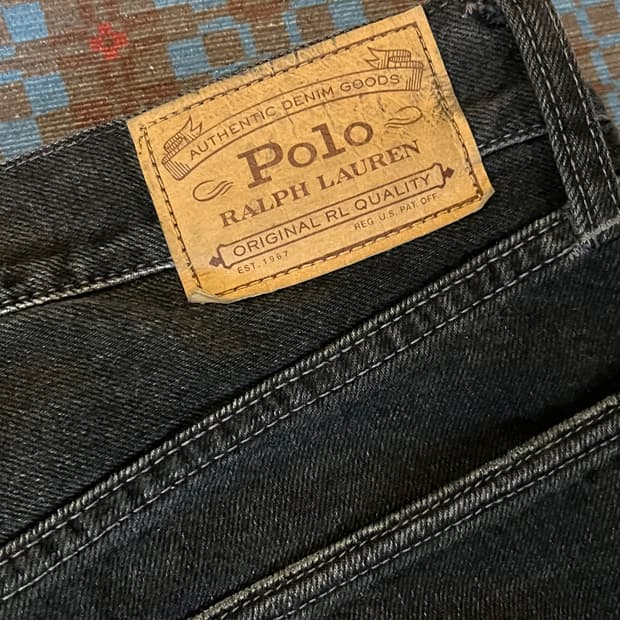 AUTHENTIC DENIM GOODS
Polo
RALPH LAUREN
ORIGINAL RL QUALITY
EST. 1967 REG. U.S. PAT. OFF.